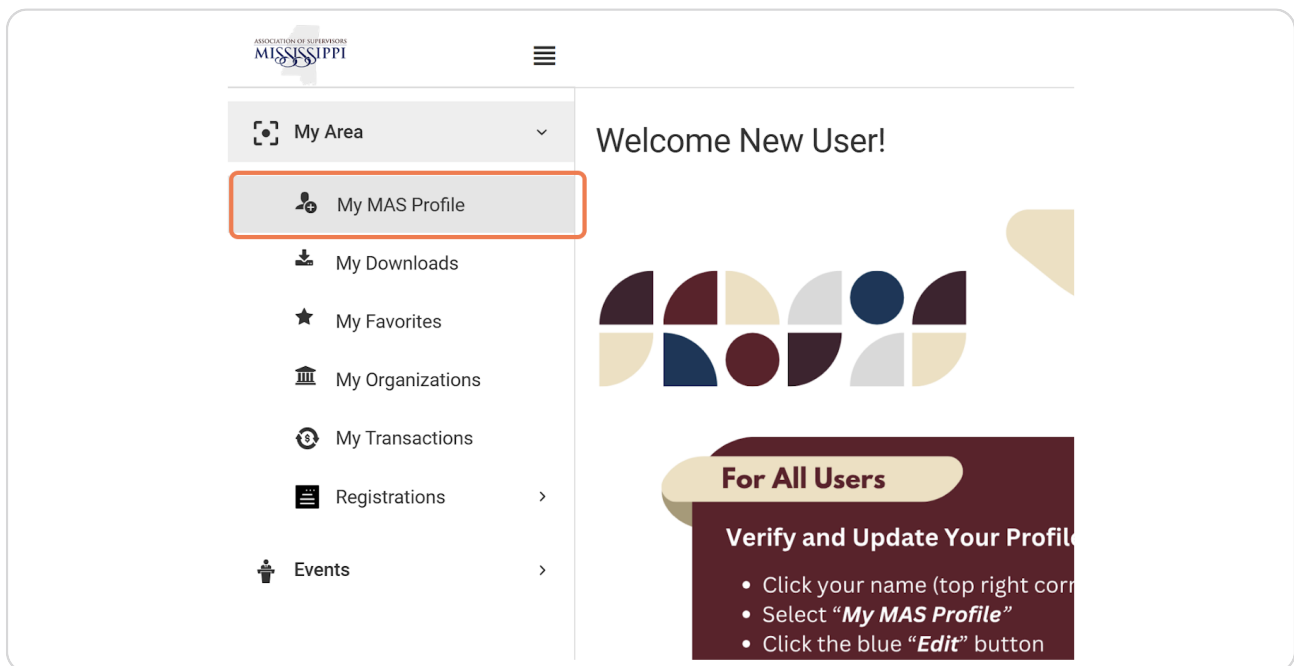 ASSOCIATION OF SUPERVISORS
MISSISSIPPI
My Area
Welcome New User!
My MAS Profile
My Downloads
My Favorites
My Organizations
My Transactions
Registrations
Events
For All Users
Verify and Update Your Profile
Click your name (top right corr
Select “My MAS Profile”
Click the blue “Edit” button